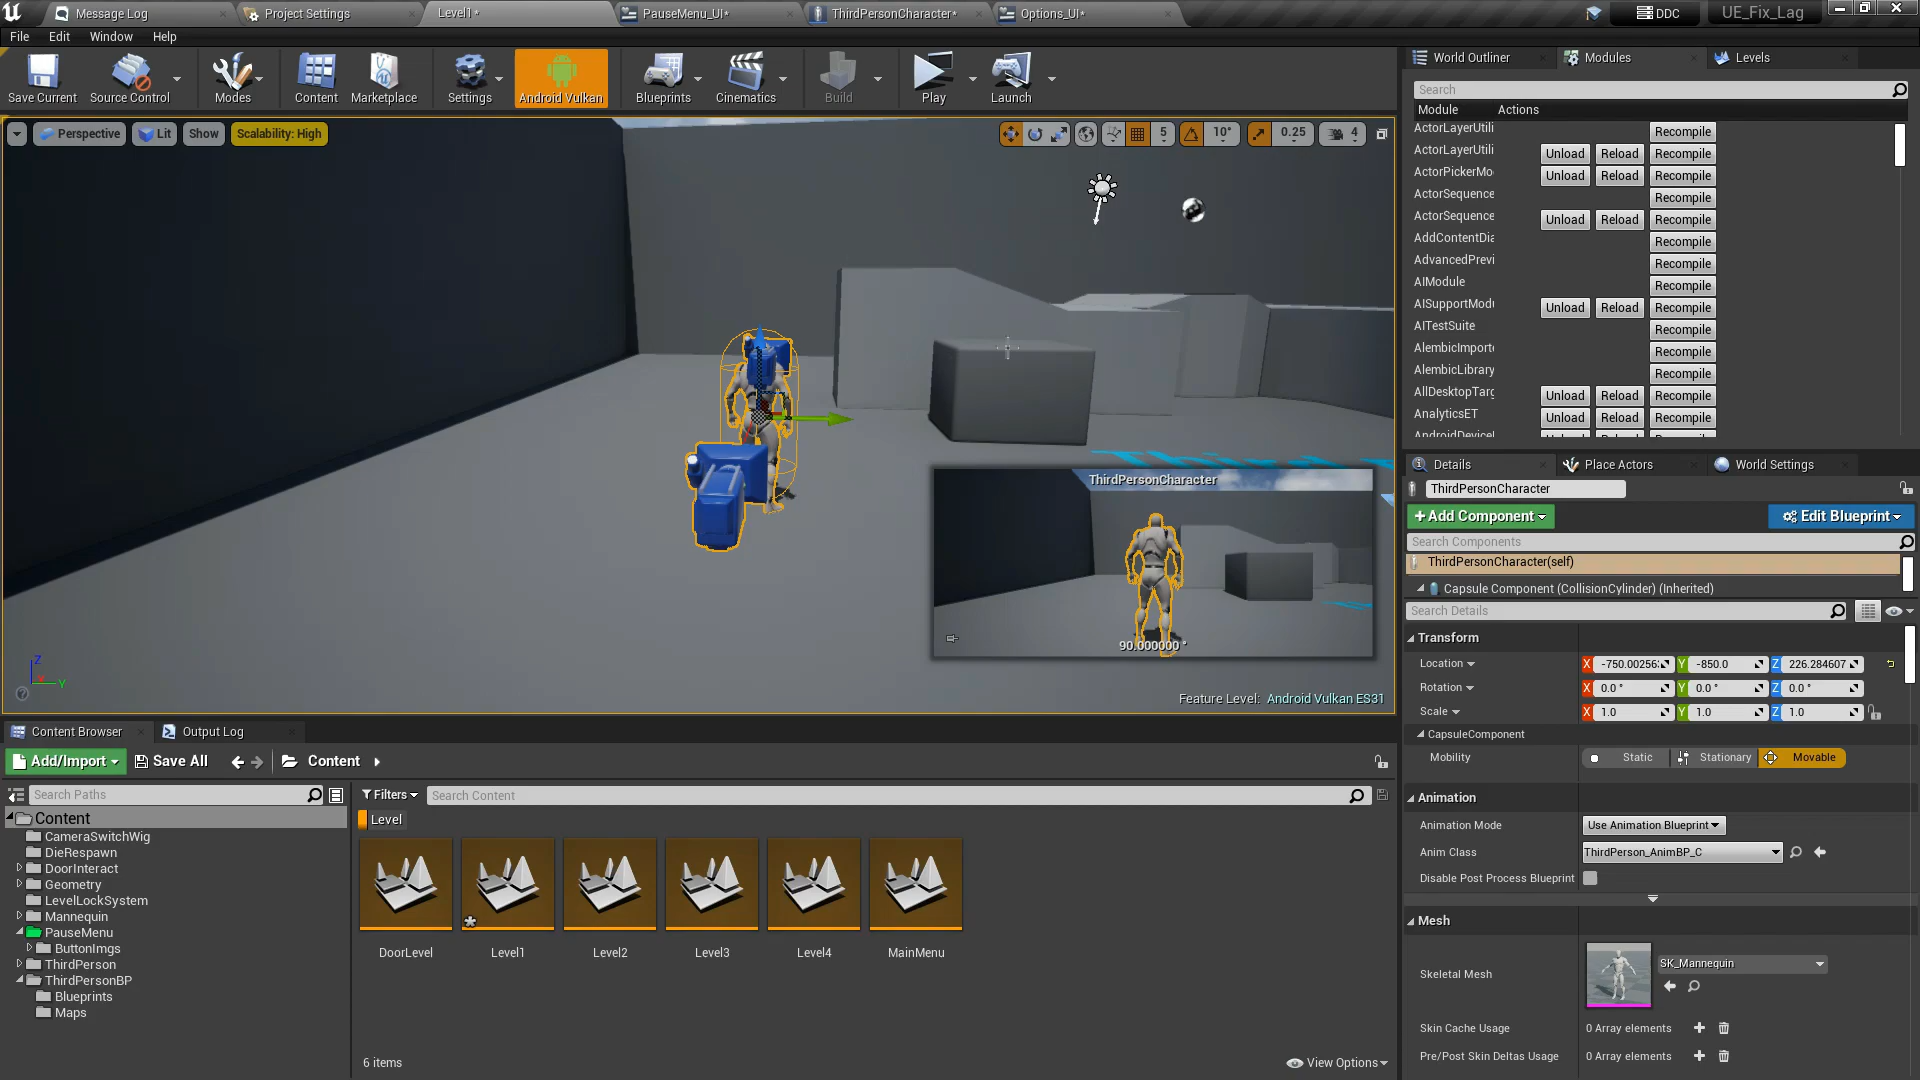 Message Log
Project Settings
Level1*
PauseMenu_UI*
ThirdPersonCharacter*
Options_UI*
DDC
UE_Fix_Lag
File
Edit
Window
Help
Save Current
Source Control
Modes
Content
Marketplace
Settings
Android Vulkan
Blueprints
Cinematics
Build
Play
Launch
Perspective
Lit
Show
Scalability: High
5
10°
0.25
4
ThirdPersonCharacter
90.000000 °
Z
Y
Feature Level: Android Vulkan ES31
World Outliner
Modules
Levels
Search
Module
Actions
ActorLayerUtili
Recompile
ActorLayerUtili
Unload
Reload
Recompile
ActorPickerMo
Unload
Reload
Recompile
ActorSequence
Recompile
ActorSequence
Unload
Reload
Recompile
AddContentDia
Recompile
AdvancedPrevi
Recompile
AIModule
Recompile
AISupportModu
Unload
Reload
Recompile
AITestSuite
Recompile
AlembicImporte
Recompile
AlembicLibrary
Recompile
AllDesktopTarg
Unload
Reload
Recompile
AnalyticsET
Unload
Reload
Recompile
Details
Place Actors
World Settings
ThirdPersonCharacter
+ Add Component
Edit Blueprint
Search Components
ThirdPersonCharacter(self)
Capsule Component (CollisionCylinder) (Inherited)
Search Details
Transform
Location
X
-750.00256
Y
-850.0
Z
226.284607
Rotation
X
0.0 °
Y
0.0 °
Z
0.0 °
Scale
X
1.0
Y
1.0
Z
1.0
CapsuleComponent
Mobility
Static
Stationary
Movable
Animation
Animation Mode
Use Animation Blueprint
Anim Class
ThirdPerson_AnimBP_C
Disable Post Process Blueprint
Mesh
Skeletal Mesh
SK_Mannequin
Skin Cache Usage
0 Array elements
Pre/Post Skin Deltas Usage
0 Array elements
Content Browser
Output Log
Add/Import
Save All
Content
Search Paths
Filters
Search Content
Content
CameraSwitchWig
DieRespawn
DoorInteract
Geometry
LevelLockSystem
Mannequin
PauseMenu
ButtonImgs
ThirdPerson
ThirdPersonBP
Blueprints
Maps
Level
DoorLevel
Level1
Level2
Level3
Level4
MainMenu
6 items
View Options